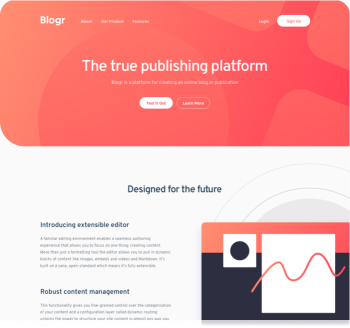 Blogr
About
Our Product
Features
Login
Sign Up
The true publishing platform
Blogr is a platform for creating an online blog or publication
Test It Out
Learn More
Designed for the future
Introducing extensible editor
A familiar editing environment enables a seamless authoring
experience that allows you to focus on one thing: creating content.
More than just a formatting tool the editor allows you to pull in dynamic
blocks of content like images, embeds and videos and Markdown. It's
built on a sane, open-standard which means it's fully extensible.
Robust content management
This functionality gives you fine-grained control over the categorisation
of your content and a configuration layer called dynamic routing